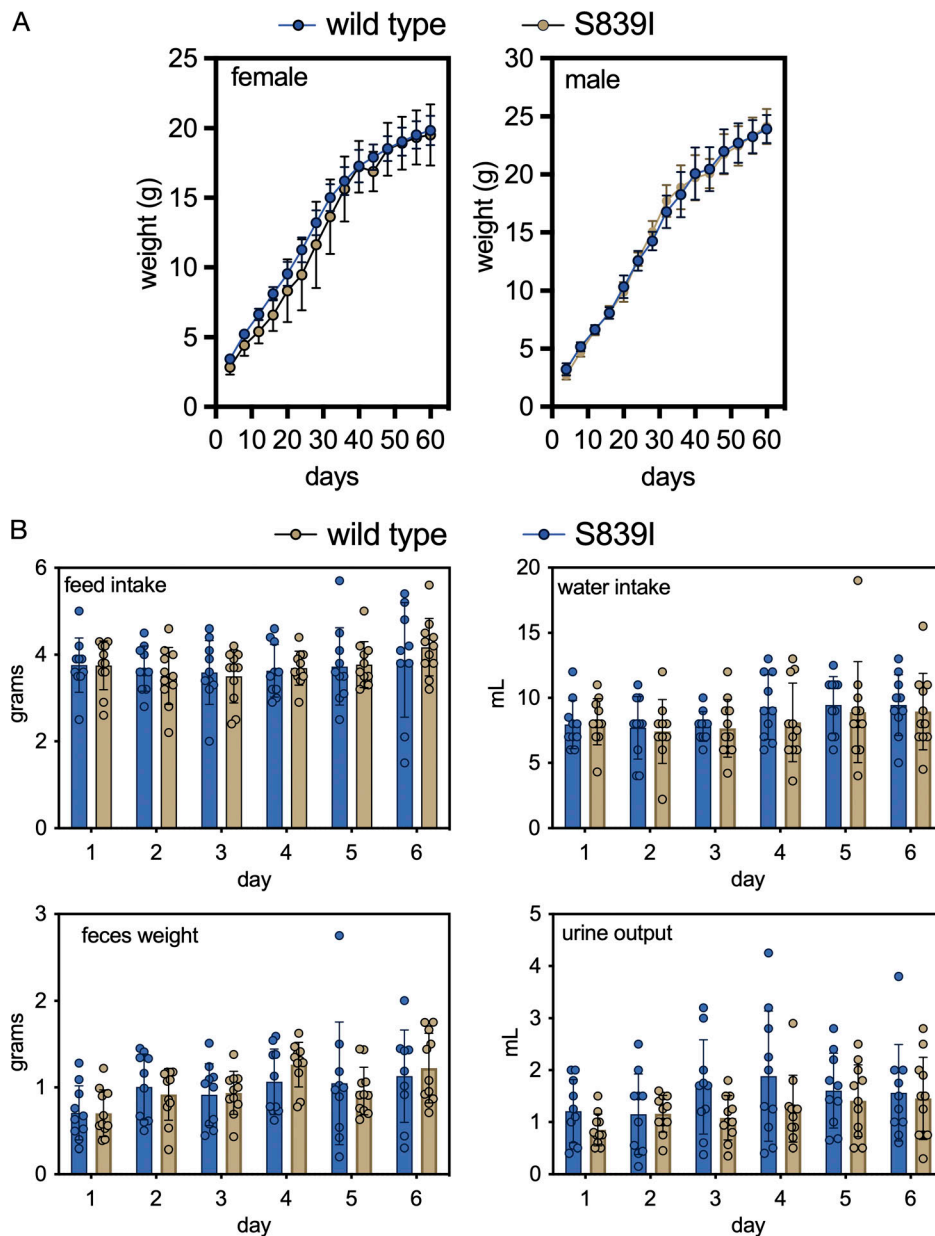 A
wild type S839I
female
25
20
15
10
5
0
weight (g)
0 10 20 30 40 50 60
days
male
30
25
20
15
10
5
0
weight (g)
0 10 20 30 40 50 60
days
B
wild type S839I
feed intake
6
4
2
0
grams
1 2 3 4 5 6
day
water intake
20
15
10
5
0
mL
1 2 3 4 5 6
day
feces weight
3
2
1
0
grams
1 2 3 4 5 6
day
urine output
5
4
3
2
1
0
mL
1 2 3 4 5 6
day